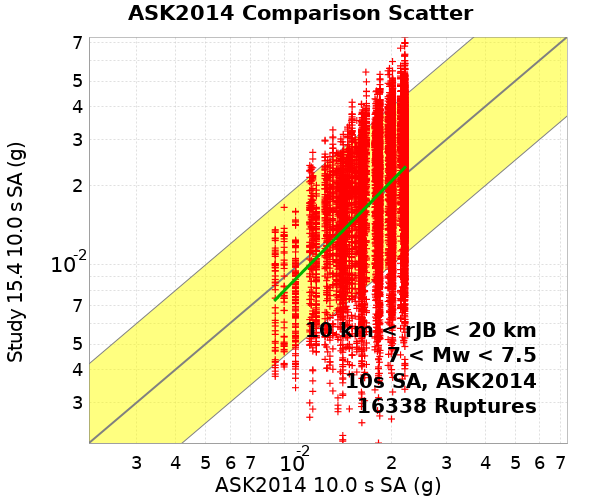 ASK2014 Comparison Scatter
7
5
4
3
2
10-2
7
5
4
3
Study 15.4 10.0 s SA (g)
10 km < rJB < 20 km
7 < Mw < 7.5
10s SA, ASK2014
16338 Ruptures
3 4 5 6 7 10-2 2 3 4 5 6 7
ASK2014 10.0 s SA (g)